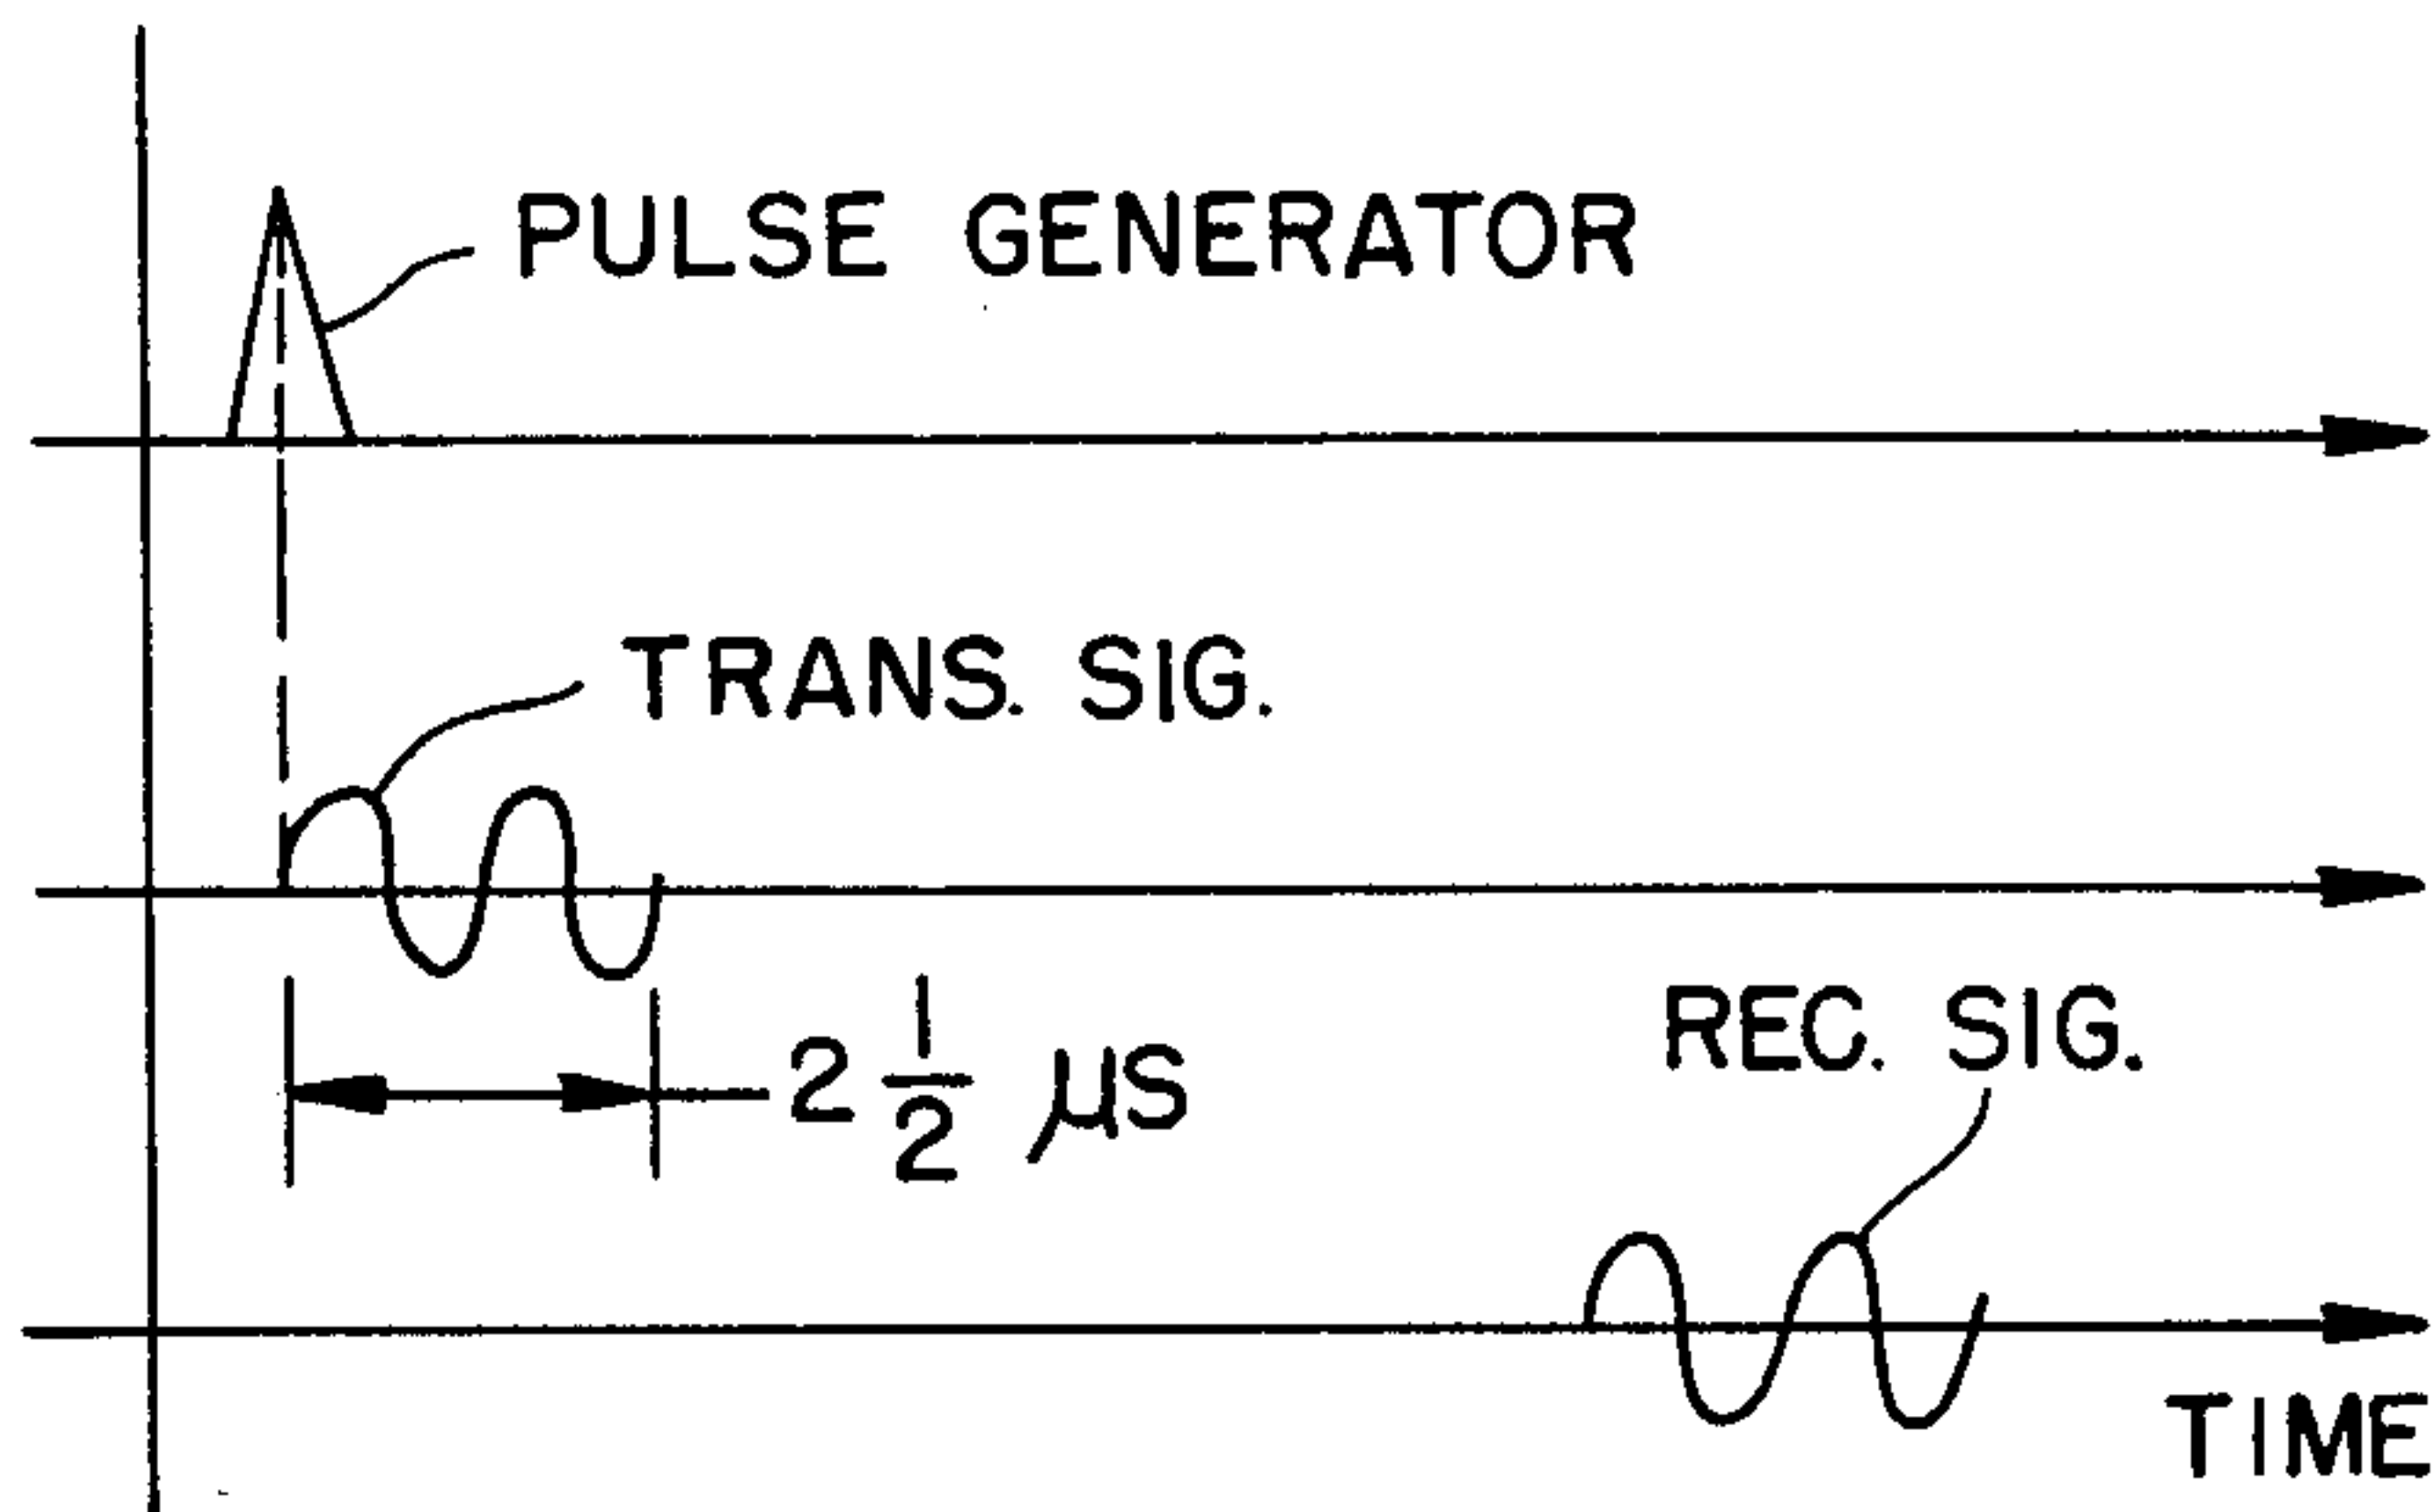 PULSE GENERATOR
TRANS. SIG.
2 1/2 µS
REC. SIG.
TIME